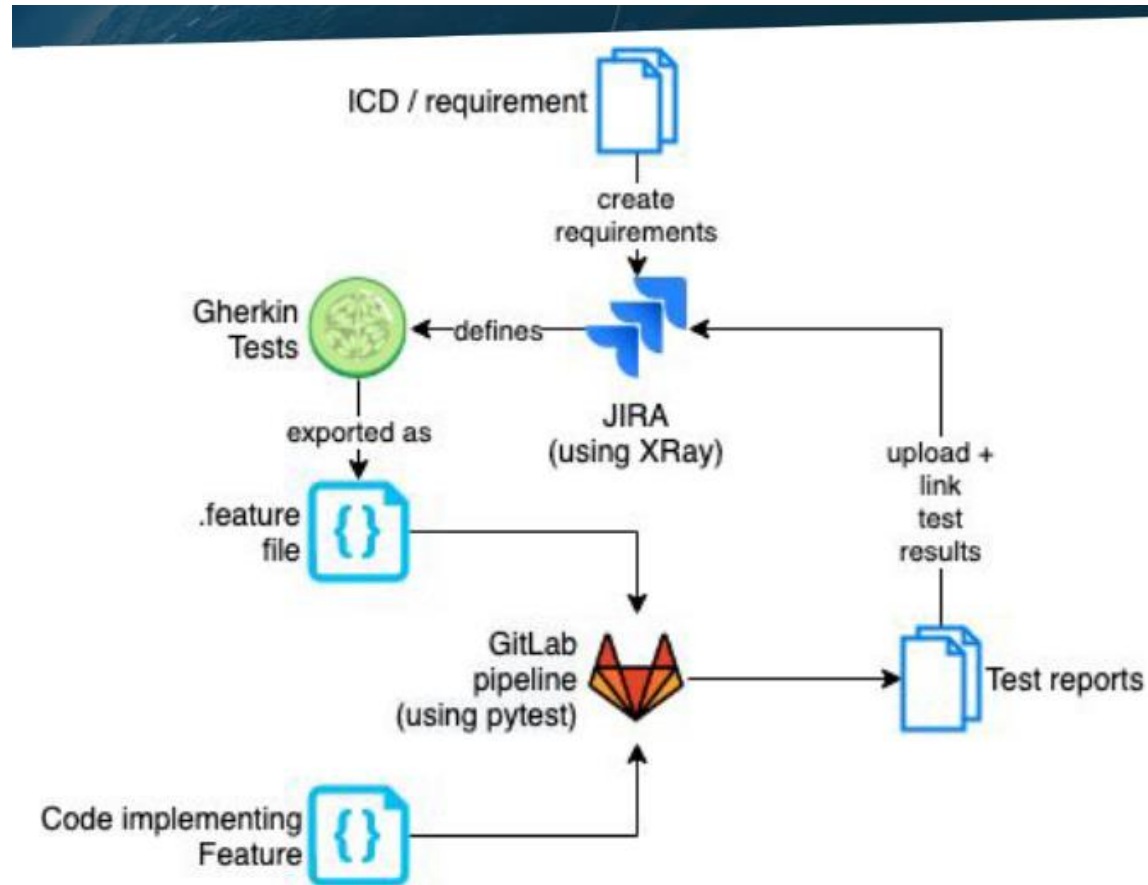 ICD / requirement
create
requirements
Gherkin
Tests
defines
JIRA
(using XRay)
exported as
upload +
link
test
results
.feature
file
{}
GitLab
pipeline
(using pytest)
Test reports
Code implementing
Feature
{}